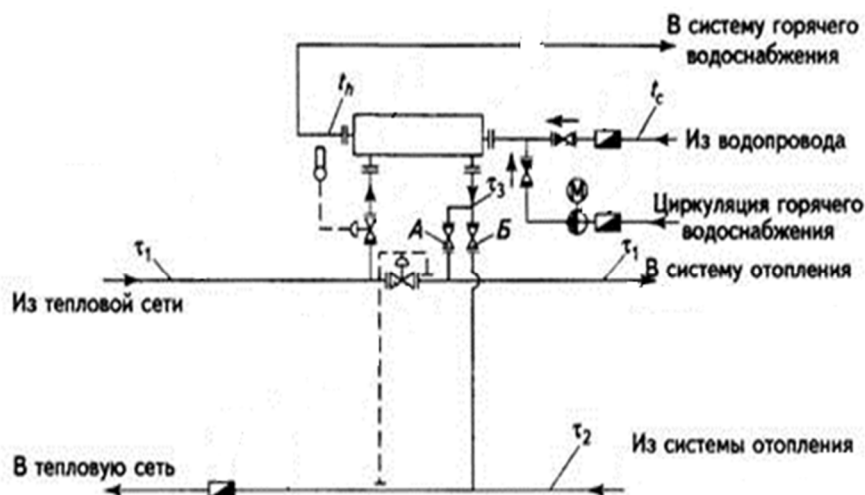 В систему горячего
водоснабжения
t_h
t_c
Из водопровода
τ₃
М
Циркуляция горячего
водоснабжения
А
Б
τ₁
τ₁
В систему отопления
Из тепловой сети
τ₂
Из системы отопления
В тепловую сеть